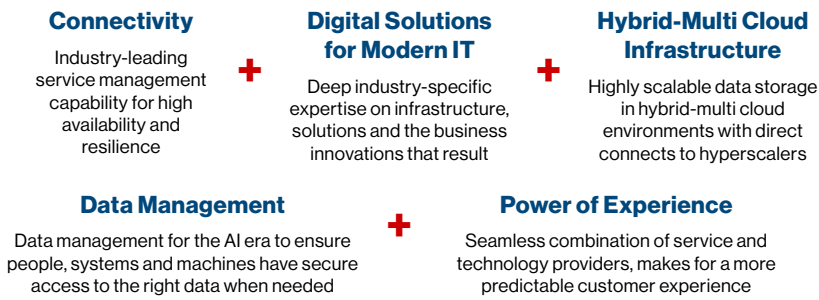 Connectivity
Industry-leading
service management
capability for high
availability and
resilience
+
Digital Solutions
for Modern IT
Deep industry-specific
expertise on infrastructure,
solutions and the business
innovations that result
+
Hybrid-Multi Cloud
Infrastructure
Highly scalable data storage
in hybrid-multi cloud
environments with direct
connects to hyperscalers
Data Management
Data management for the AI era to ensure
people, systems and machines have secure
access to the right data when needed
+
Power of Experience
Seamless combination of service and
technology providers, makes for a more
predictable customer experience